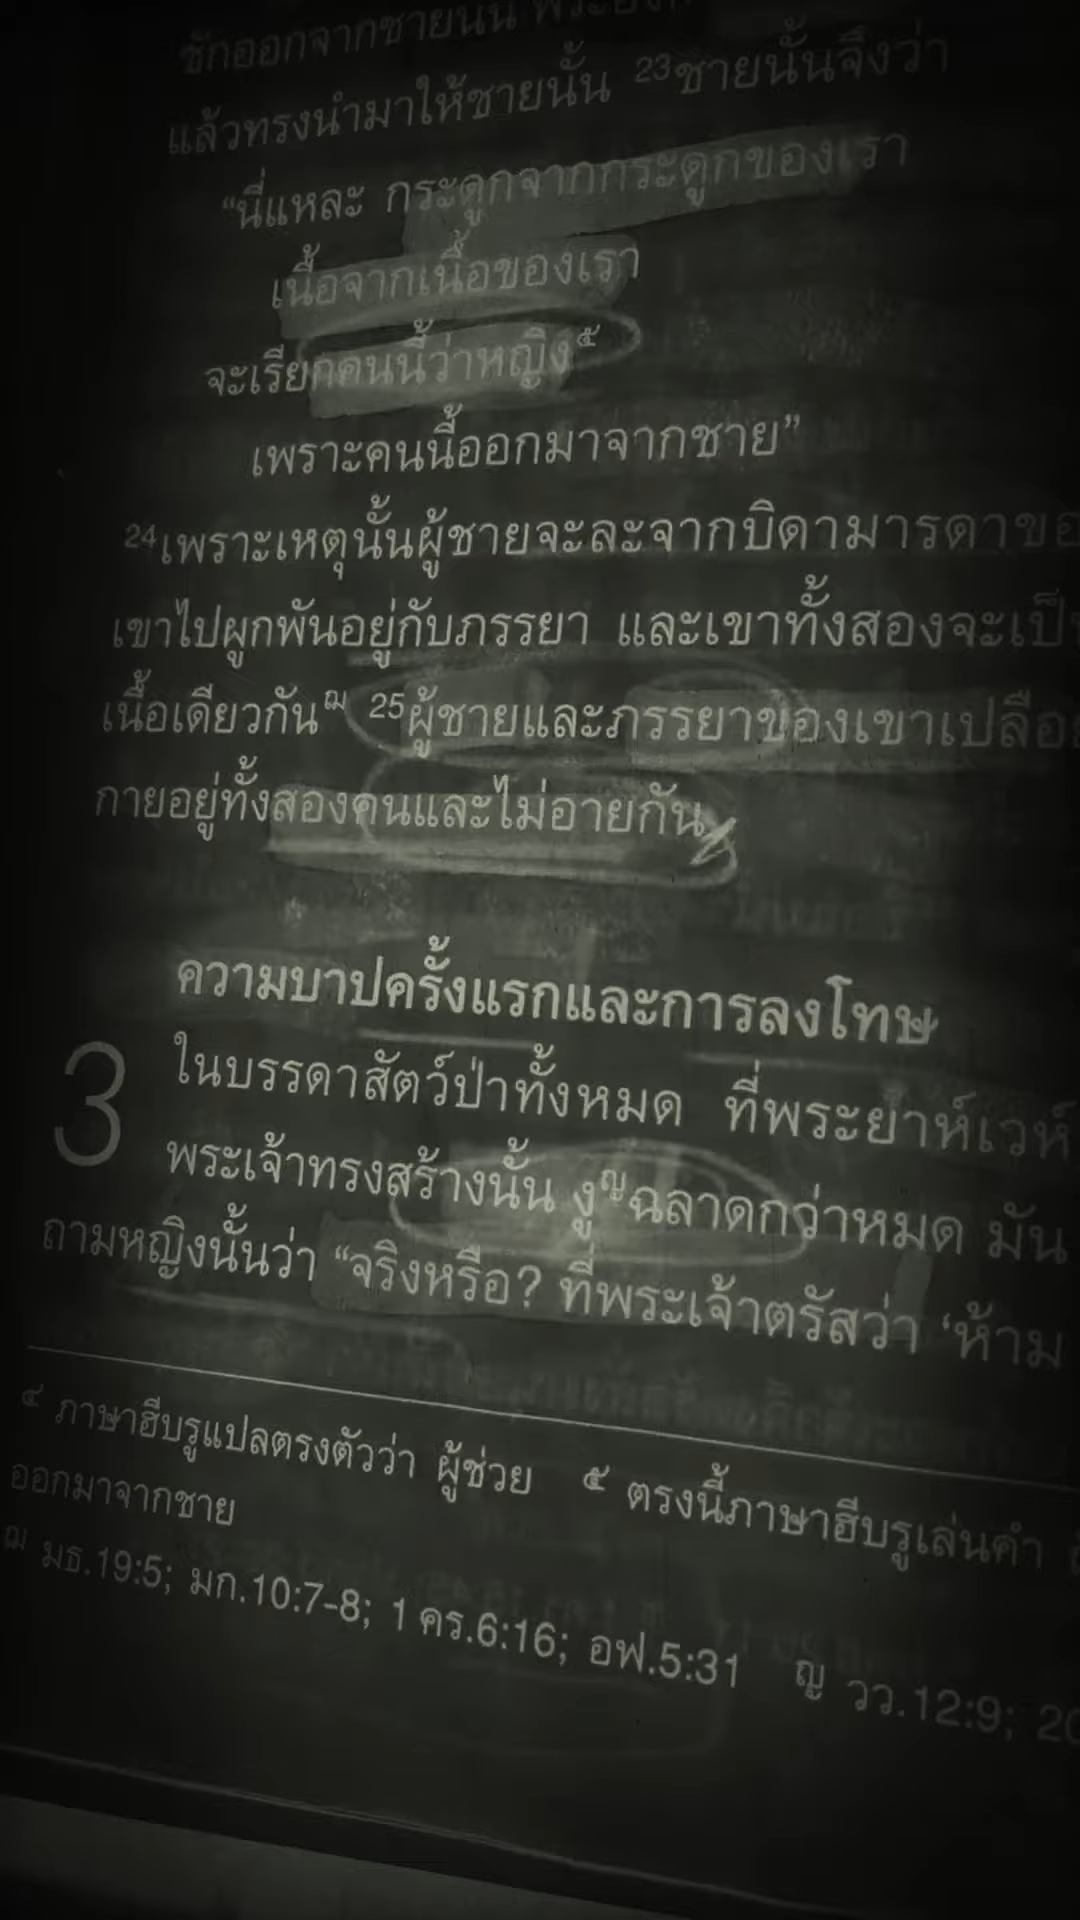 ชักออกจากชายนั้น
แล้วทรงนำมาให้ชายนั้น 23ชายนั้นจึงว่า
“นี่แหละ กระดูกจากกระดูกของเรา
เนื้อจากเนื้อของเรา
จะเรียกคนนี้ว่าหญิง๕
เพราะคนนี้ออกมาจากชาย”
24เพราะเหตุนั้นผู้ชายจะละจากบิดามารดาขอ
เขาไปผูกพันอยู่กับภรรยา และเขาทั้งสองจะเป็น
เนื้อเดียวกันฌ 25ผู้ชายและภรรยาของเขาเปลือย
กายอยู่ทั้งสองคนและไม่อายกัน
ความบาปครั้งแรกและการลงโทษ
3 ในบรรดาสัตว์ป่าทั้งหมด ที่พระยาห์เวห์
พระเจ้าทรงสร้างนั้น งูญฉลาดกว่าหมด มัน
ถามหญิงนั้นว่า “จริงหรือ? ที่พระเจ้าตรัสว่า ‘ห้าม
๔ ภาษาฮีบรูแปลตรงตัวว่า ผู้ช่วย ๕ ตรงนี้ภาษาฮีบรูเล่นคำ
ออกมาจากชาย
ฌ มธ.19:5; มก.10:7-8; 1 คร.6:16; อฟ.5:31 ญ วว.12:9; 20